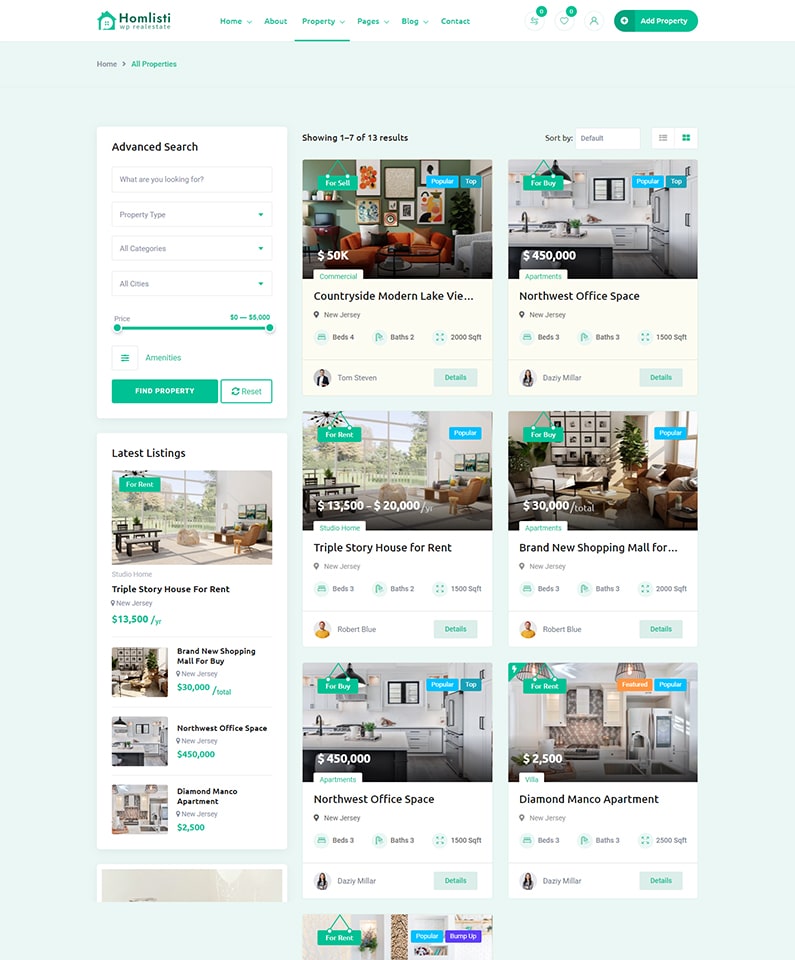 Homlisti
wp realestate
Home
About
Property
Pages
Blog
Contact
0
0
Add Property
Home > All Properties
Advanced Search
What are you looking for?
Property Type
All Categories
All Cities
Price
$0 — $5,000
Amenities
FIND PROPERTY
Reset
Latest Listings
For Rent
Studio Home
Triple Story House For Rent
New Jersey
$13,500 /yr
Brand New Shopping
Mall For Buy
New Jersey
$30,000 /total
Northwest Office Space
New Jersey
$450,000
Diamond Manco
Apartment
New Jersey
$2,500
Showing 1–7 of 13 results
Sort by:
Default
For Sell
Popular
Top
$ 50K
Commercial
Countryside Modern Lake Vie...
New Jersey
Beds 4
Baths 2
2000 Sqft
Tom Steven
Details
For Buy
Popular
Top
$ 450,000
Apartments
Northwest Office Space
New Jersey
Beds 3
Baths 3
1500 Sqft
Daziy Millar
Details
For Rent
Popular
$ 13,500 – $ 20,000 /yr
Studio Home
Triple Story House for Rent
New Jersey
Beds 3
Baths 2
1500 Sqft
Robert Blue
Details
For Buy
Popular
$ 30,000 /total
Apartments
Brand New Shopping Mall for...
New Jersey
Beds 3
Baths 3
2000 Sqft
Robert Blue
Details
For Buy
Popular
Top
$ 450,000
Apartments
Northwest Office Space
New Jersey
Beds 3
Baths 3
1500 Sqft
Daziy Millar
Details
For Rent
Featured
Popular
$ 2,500
Villa
Diamond Manco Apartment
New Jersey
Beds 3
Baths 3
2500 Sqft
Daziy Millar
Details
For Rent
Popular
Bump Up